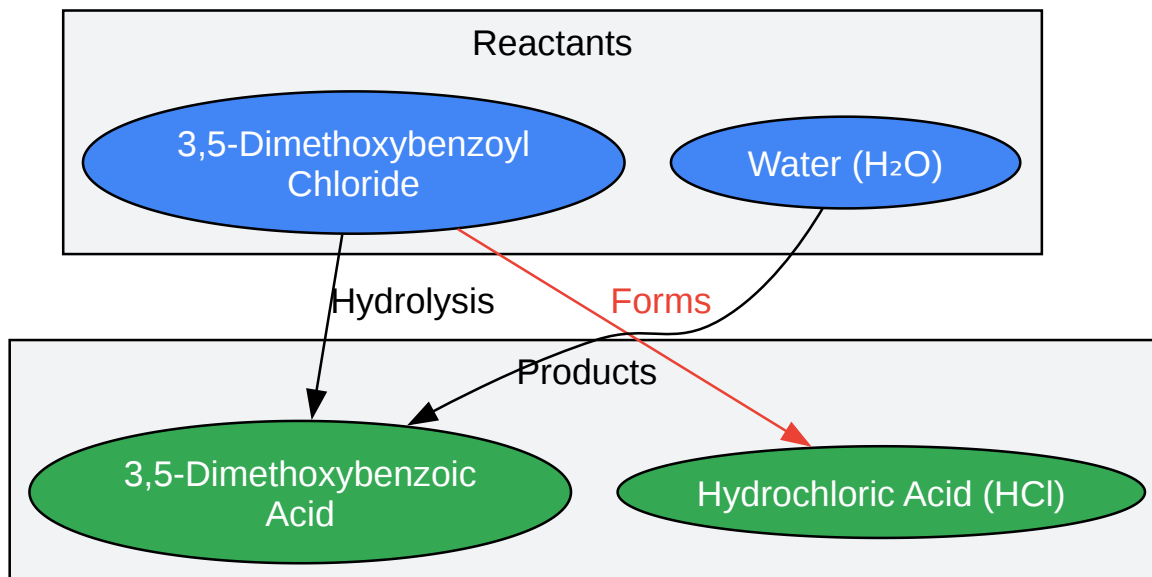 Reactants
3,5-Dimethoxybenzoyl
Chloride
Water (H₂O)
Hydrolysis
Forms
Products
3,5-Dimethoxybenzoic
Acid
Hydrochloric Acid (HCl)